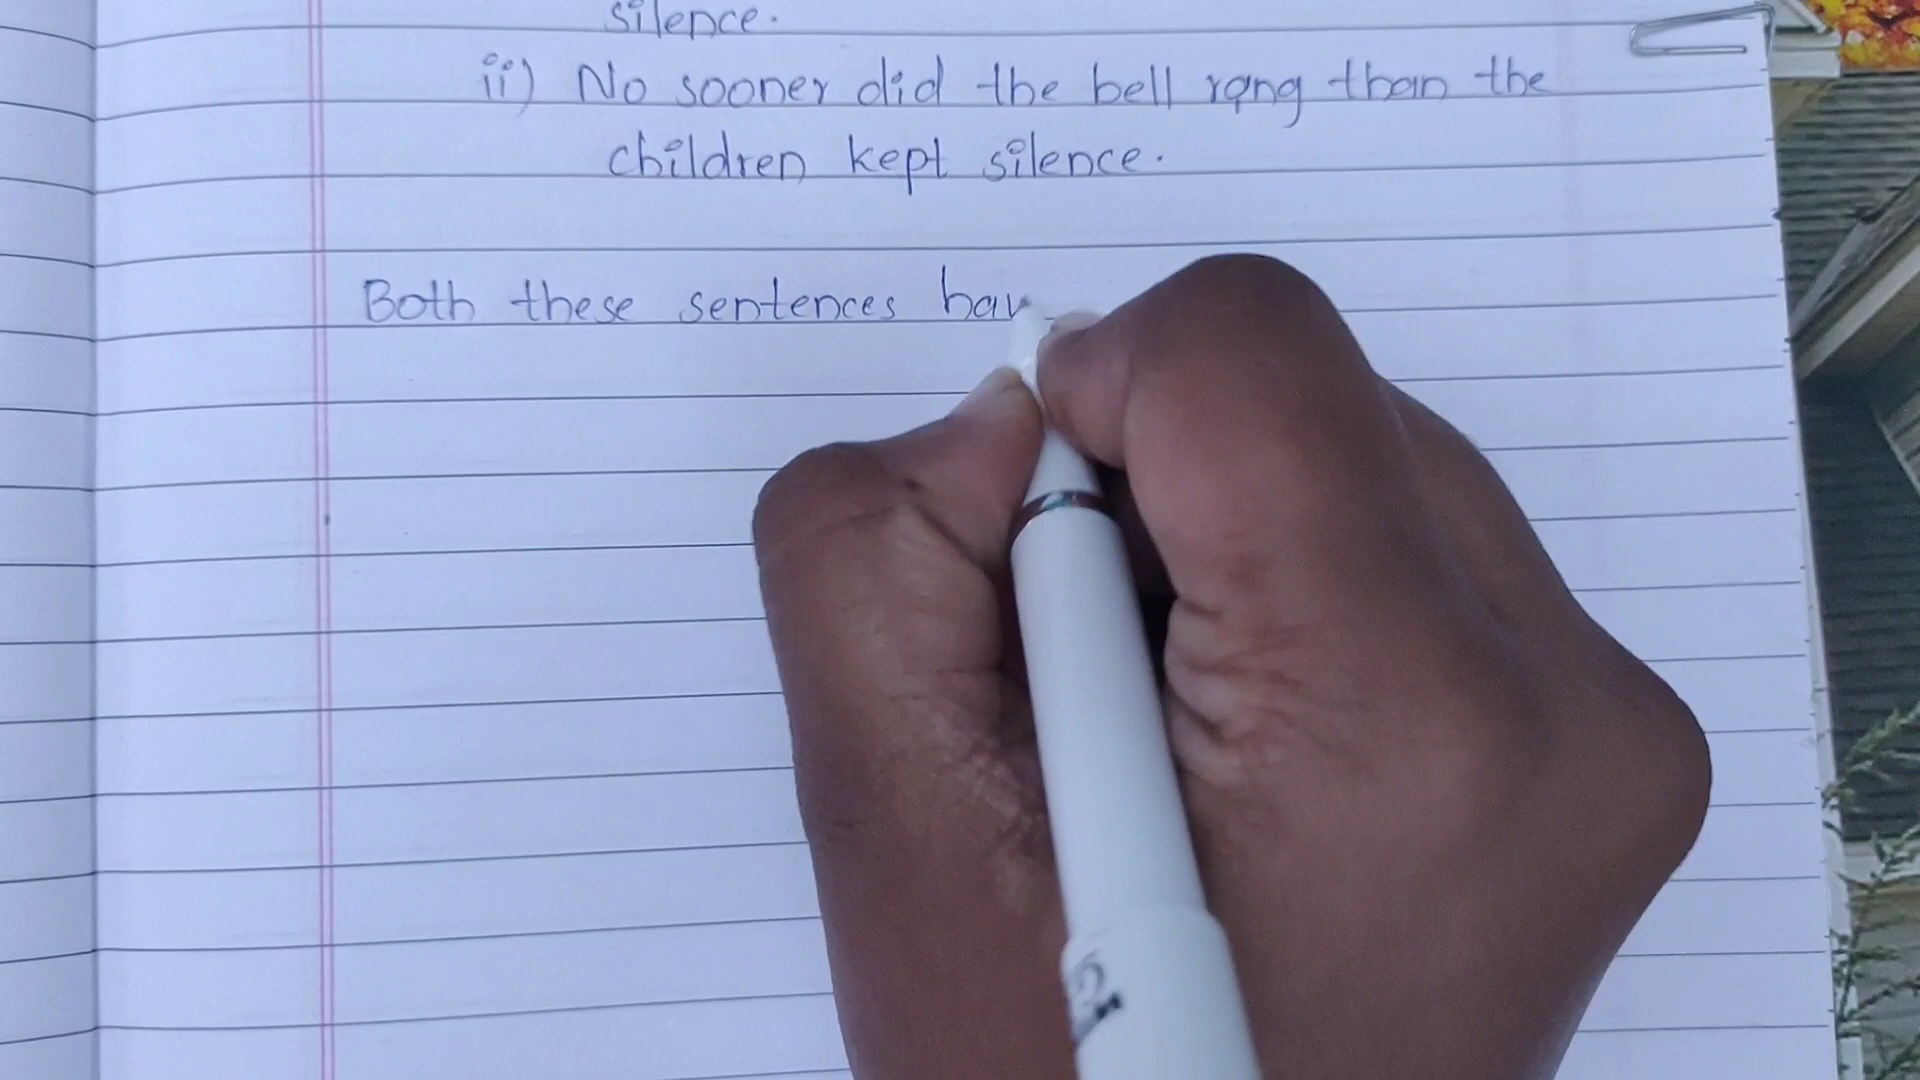 silence.
ii) No sooner did the bell rang than the
children kept silence.
Both these sentences hav